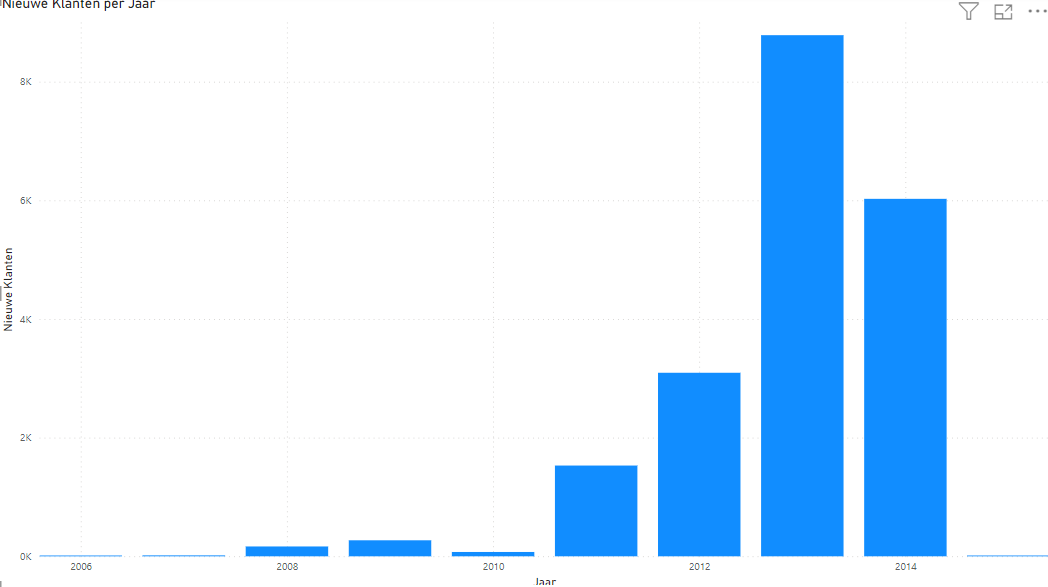 Nieuwe Klanten per Jaar
8K
6K
4K
2K
0K
Nieuwe Klanten
2006
2008
2010
2012
2014
Jaar